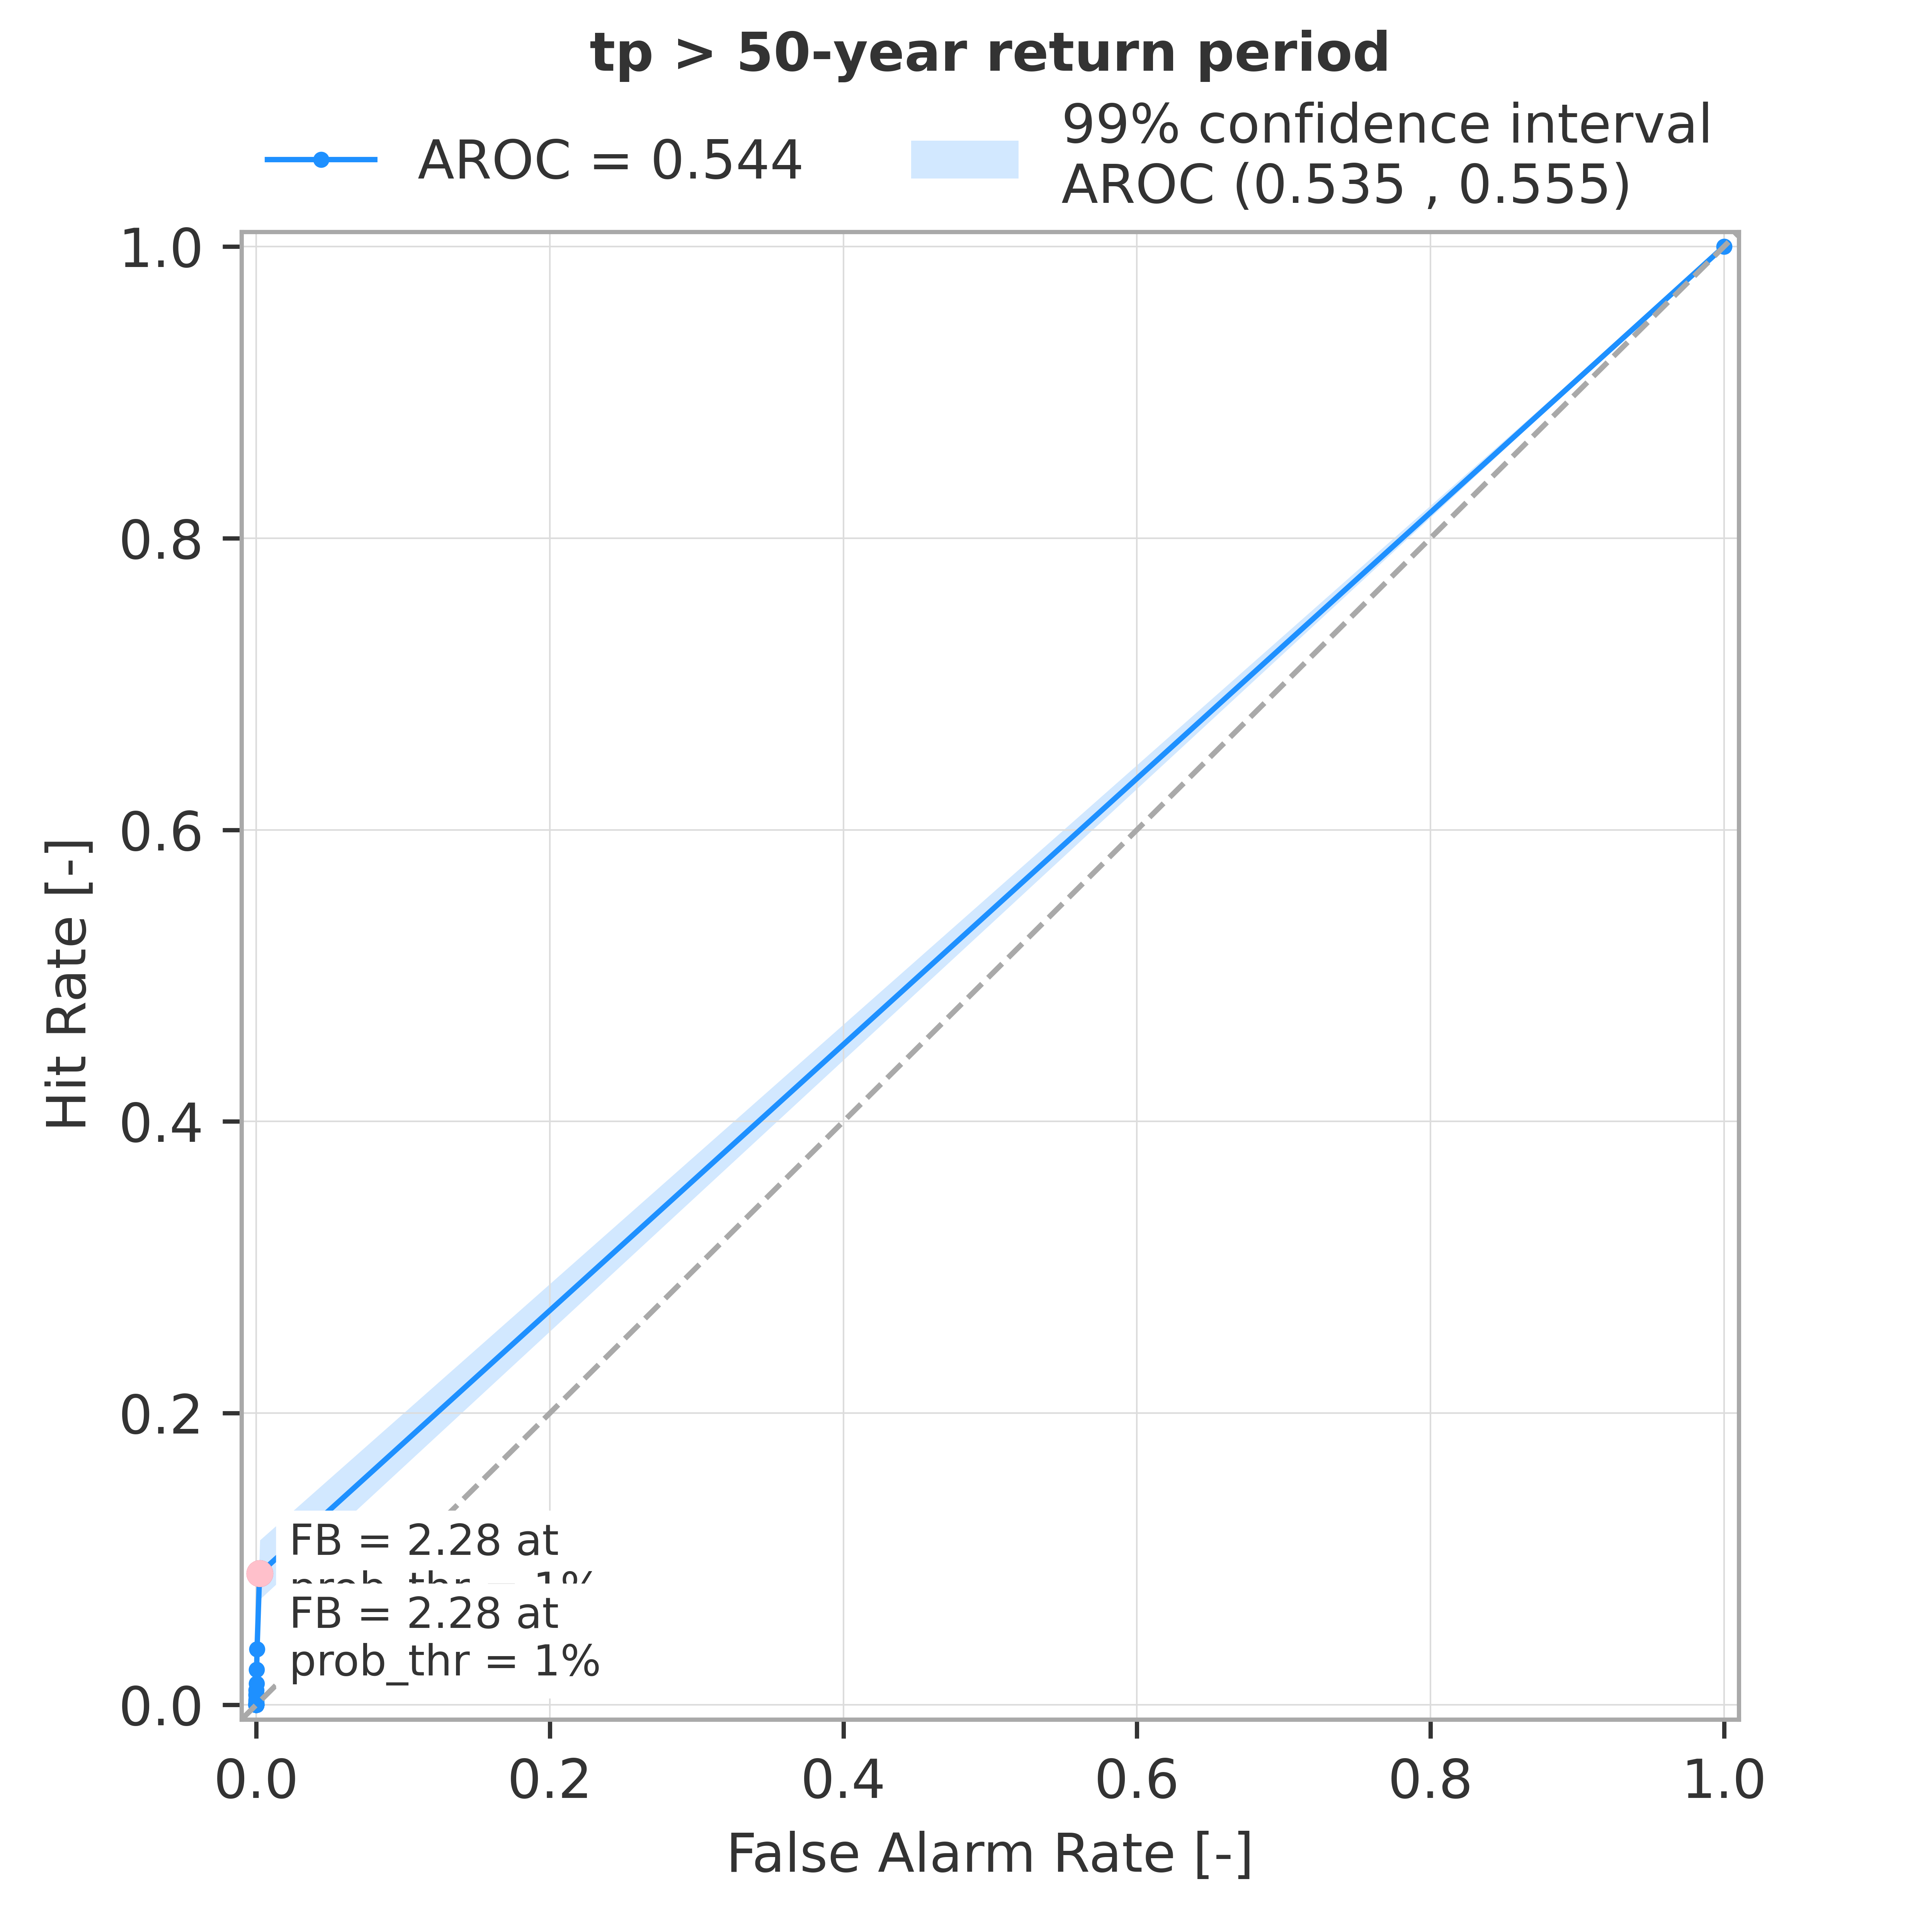 tp > 50-year return period
AROC = 0.544
99% confidence interval
AROC (0.535 , 0.555)
1.0
0.8
0.6
0.4
0.2
0.0
Hit Rate [-]
FB = 2.28 at
prob_thr = 1%
FB = 2.28 at
prob_thr = 1%
0.0 0.2 0.4 0.6 0.8 1.0
False Alarm Rate [-]